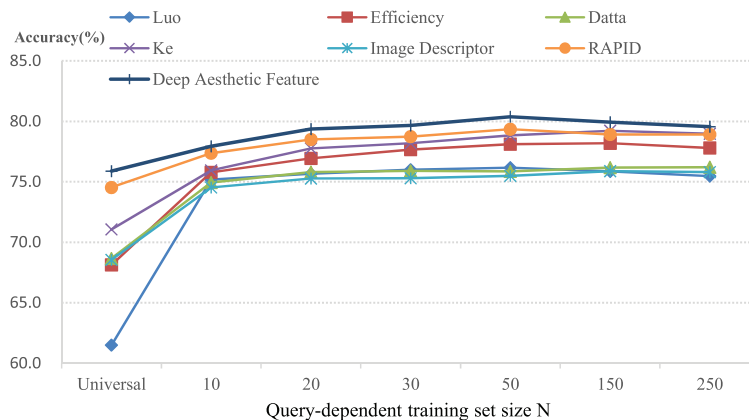 Luo Efficiency Datta
Accuracy(%)
Ke Image Descriptor RAPID
85.0
Deep Aesthetic Feature
80.0
75.0
70.0
65.0
60.0
Universal 10 20 30 50 150 250
Query-dependent training set size N